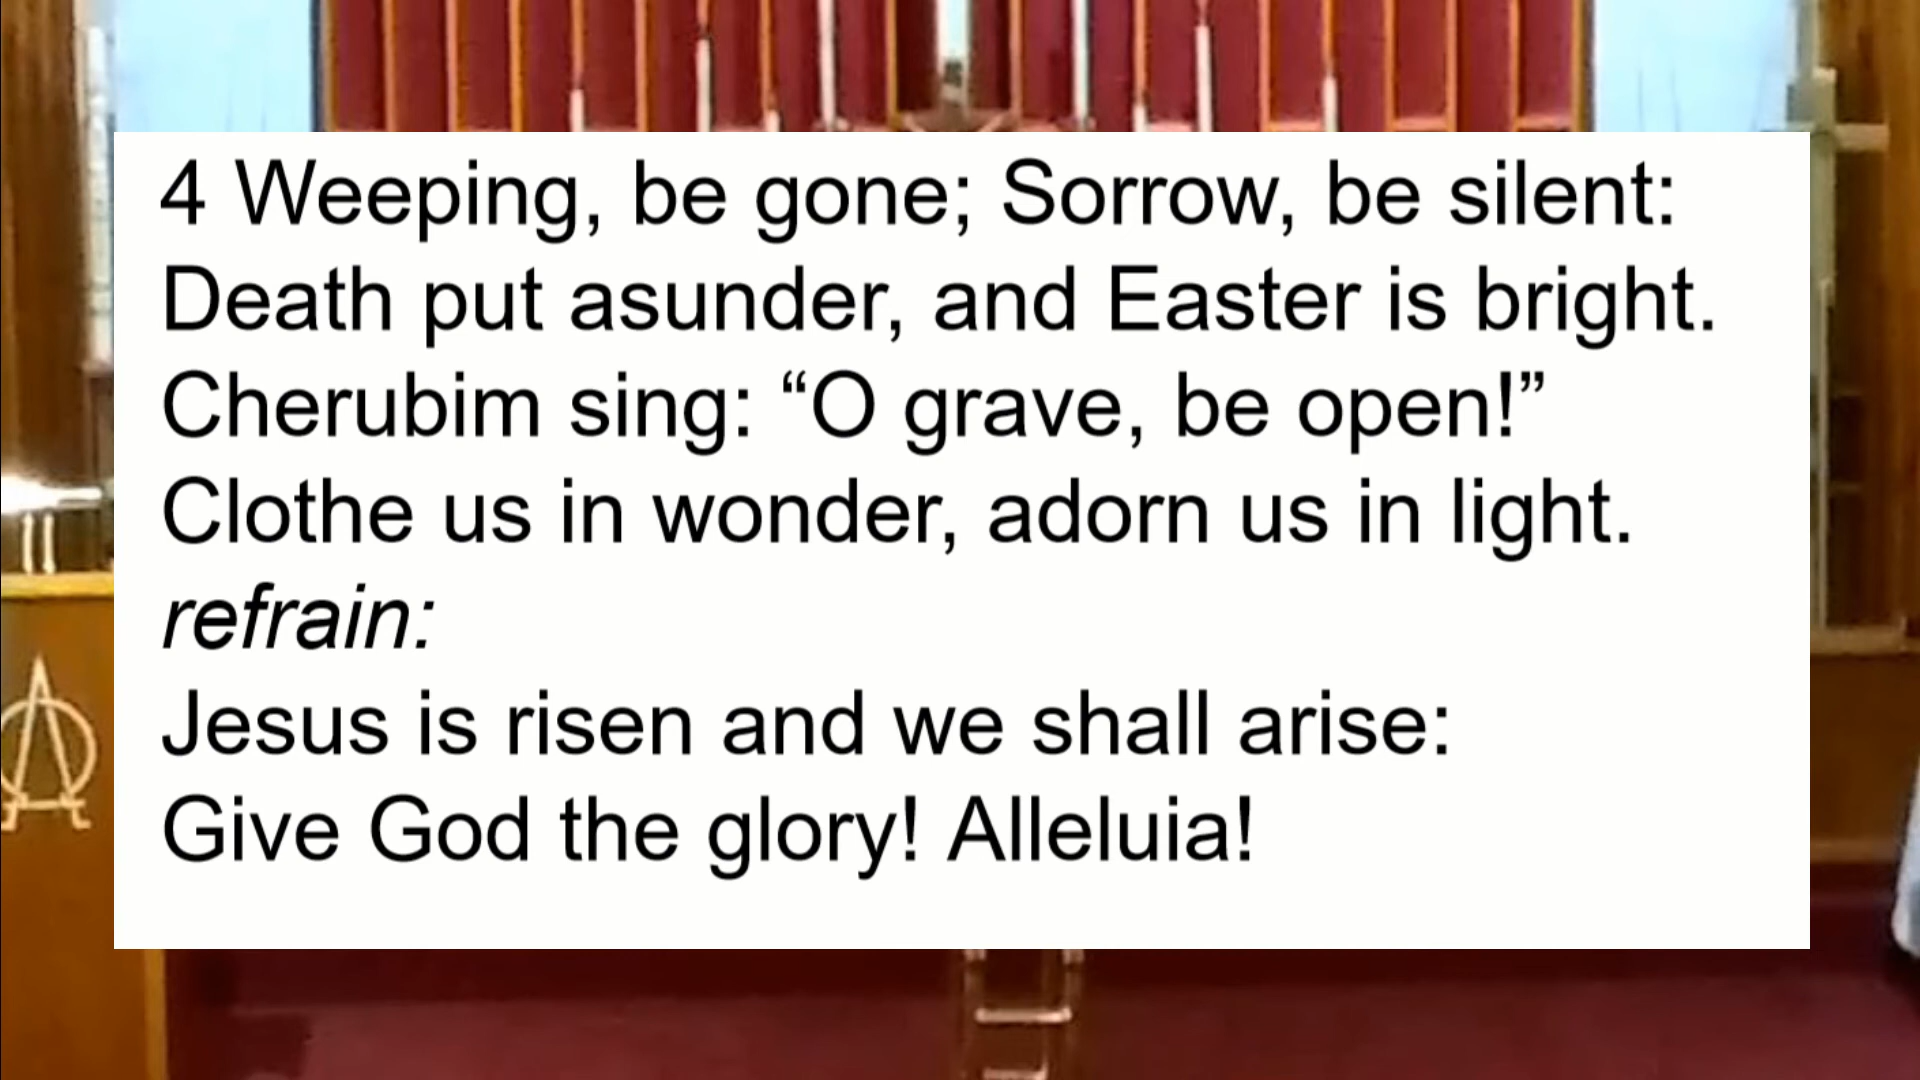 4 Weeping, be gone; Sorrow, be silent:
Death put asunder, and Easter is bright.
Cherubim sing: “O grave, be open!”
Clothe us in wonder, adorn us in light.
refrain:
Jesus is risen and we shall arise:
Give God the glory! Alleluia!